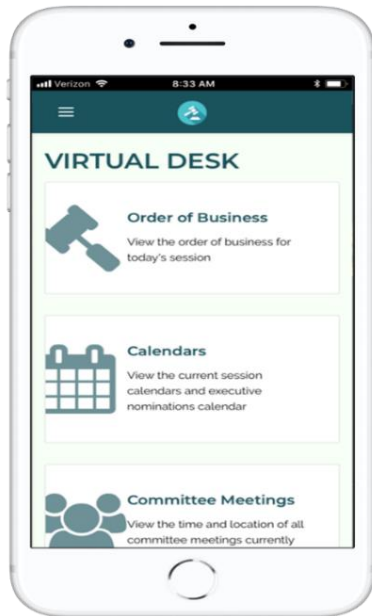 Verizon 8:33 AM
VIRTUAL DESK
Order of Business
View the order of business for
today's session
Calendars
View the current session
calendars and executive
nominations calendar
Committee Meetings
View the time and location of all
committee meetings currently